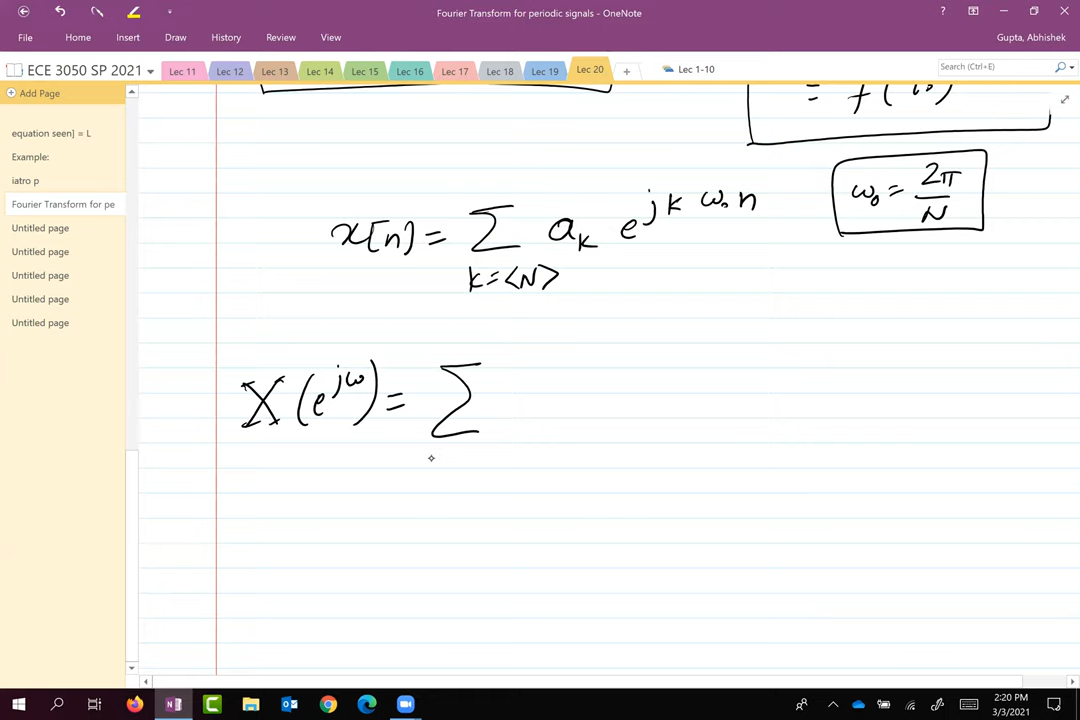 Fourier Transform for periodic signals - OneNote
File Home Insert Draw History Review View
Gupta, Abhishek
ECE 3050 SP 2021
Lec 11 Lec 12 Lec 13 Lec 14 Lec 15 Lec 16 Lec 17 Lec 18 Lec 19 Lec 20 + Lec 1-10
Search (Ctrl+E)
Add Page
equation seen] = L
Example:
iatro p
Fourier Transform for pe
Untitled page
Untitled page
Untitled page
Untitled page
Untitled page
ω₀ = 2π/N
x[n] = Σ aₖ e^{jkω₀n}
k=⟨N⟩
X(e^{jω}) = Σ
2:20 PM
3/3/2021